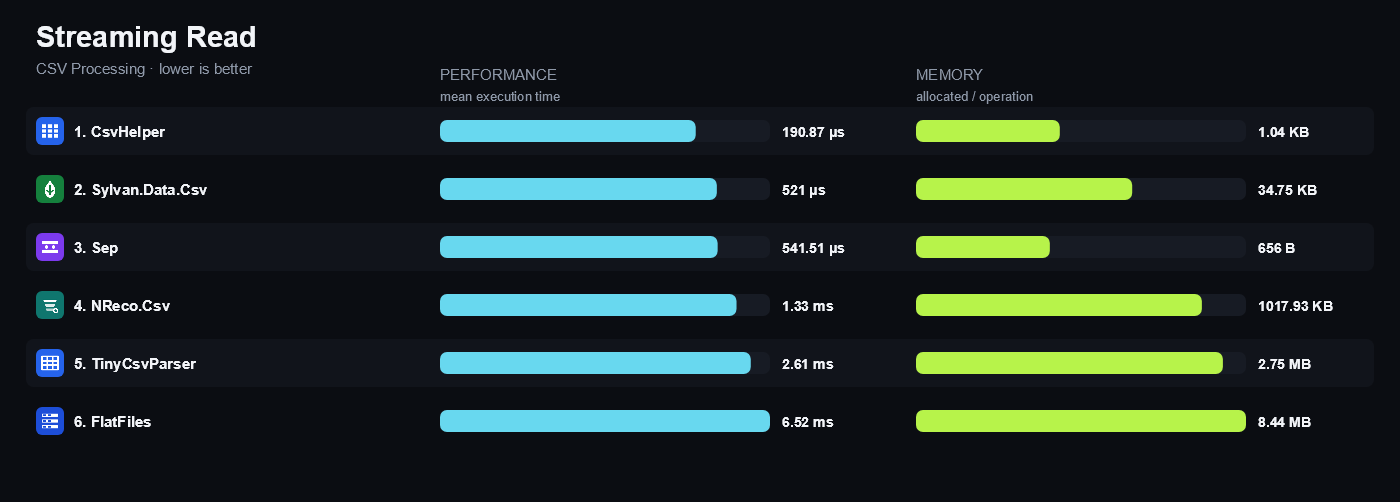 Streaming Read
CSV Processing · lower is better
PERFORMANCE
mean execution time
MEMORY
allocated / operation
1. CsvHelper 190.87 µs 1.04 KB
2. Sylvan.Data.Csv 521 µs 34.75 KB
3. Sep 541.51 µs 656 B
4. NReco.Csv 1.33 ms 1017.93 KB
5. TinyCsvParser 2.61 ms 2.75 MB
6. FlatFiles 6.52 ms 8.44 MB